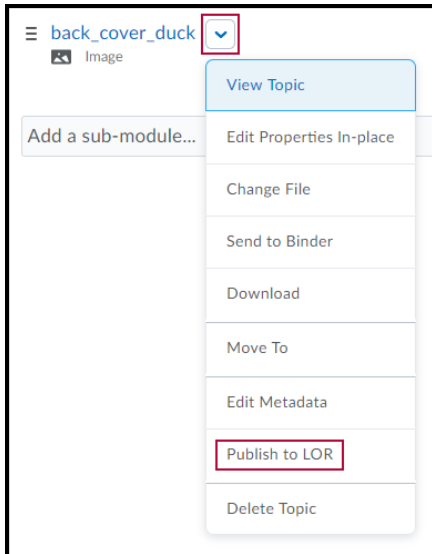 back_cover_duck
Image
View Topic
Add a sub-module...
Edit Properties In-place
Change File
Send to Binder
Download
Move To
Edit Metadata
Publish to LOR
Delete Topic